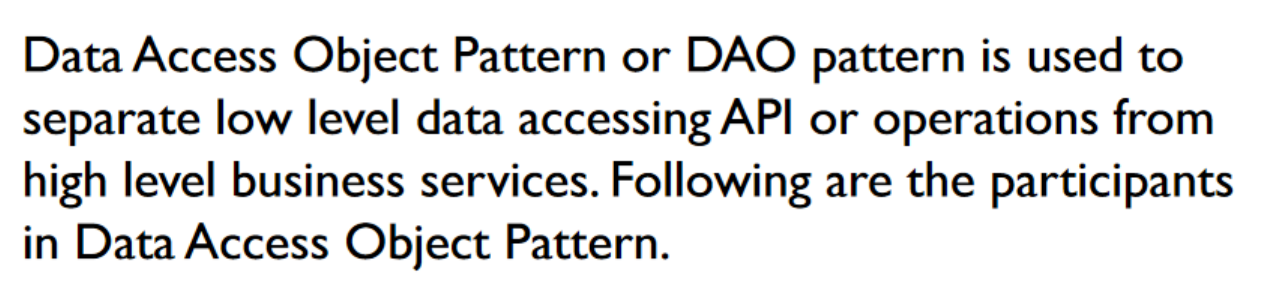 Data Access Object Pattern or DAO pattern is used to
separate low level data accessing API or operations from
high level business services. Following are the participants
in Data Access Object Pattern.